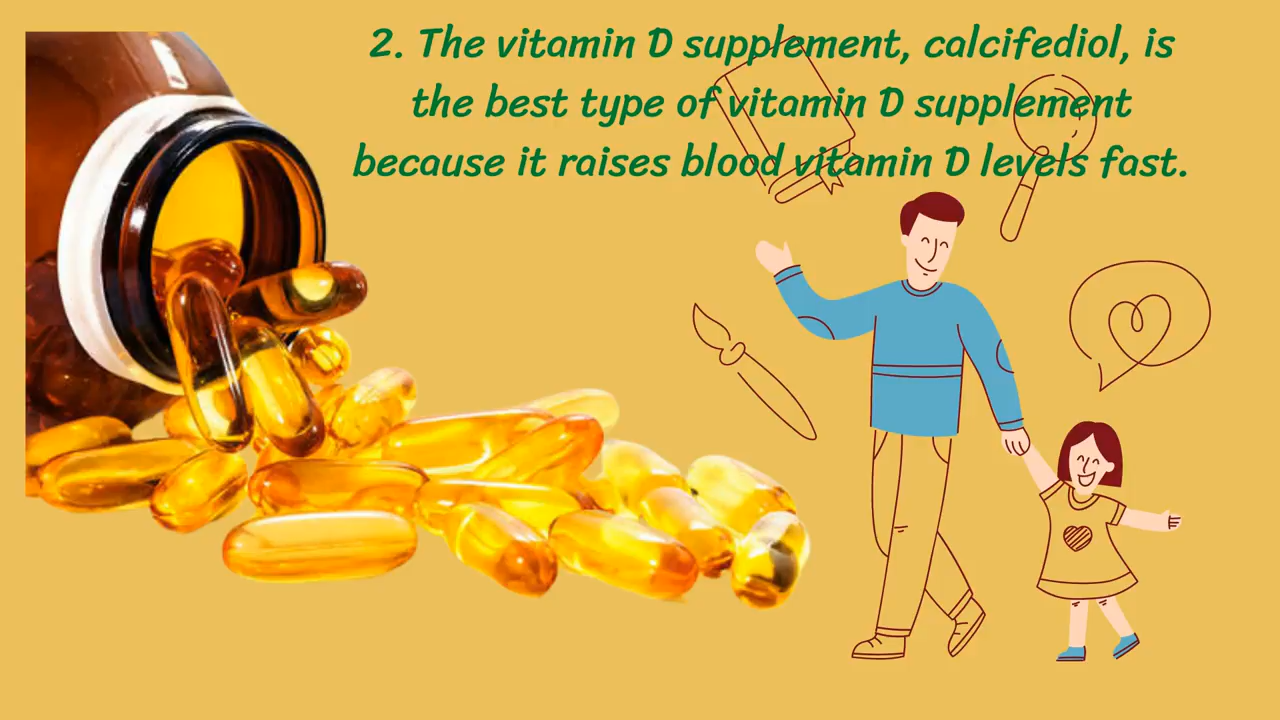 2. The vitamin D supplement, calcifediol, is
the best type of vitamin D supplement
because it raises blood vitamin D levels fast.